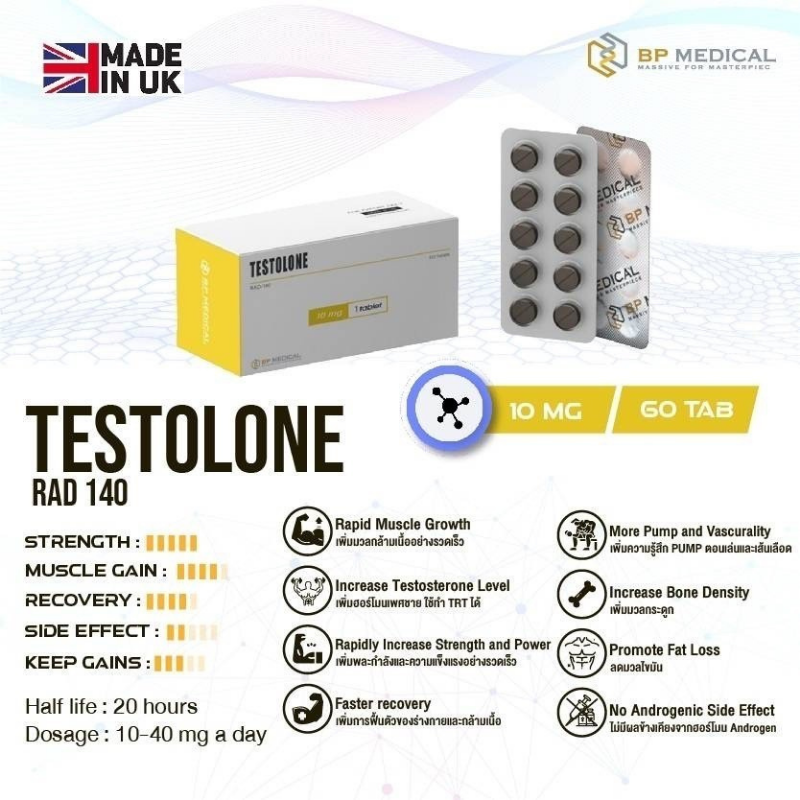 MADE
IN UK
BP MEDICAL
MASSIVE FOR MASTERPIEC
EDICAL
BP MEDICAL
EDICAL
BP MEDICAL
TESTOLONE
RAD-140
10 mg
1 tablet
BP MEDICAL
BP MEDICAL
10 MG
60 TAB
TESTOLONE
RAD 140
STRENGTH :
MUSCLE GAIN :
RECOVERY :
SIDE EFFECT :
KEEP GAINS :
Half life : 20 hours
Dosage : 10-40 mg a day
Rapid Muscle Growth
เพิ่มมวลกล้ามเนื้ออย่างรวดเร็ว
Increase Testosterone Level
เพิ่มฮอร์โมนเพศชาย ใช้ทำ TRT ได้
Rapidly Increase Strength and Power
เพิ่มพละกำลังและความแข็งแรงอย่างรวดเร็ว
Faster recovery
เพิ่มการฟื้นตัวของร่างกายและกล้ามเนื้อ
More Pump and Vascurality
เพิ่มความรู้สึก PUMP ตอนเล่นและเส้นเลือด
Increase Bone Density
เพิ่มมวลกระดูก
Promote Fat Loss
ลดมวลไขมัน
No Androgenic Side Effect
ไม่มีผลข้างเคียงจากฮอร์โมน Androgen